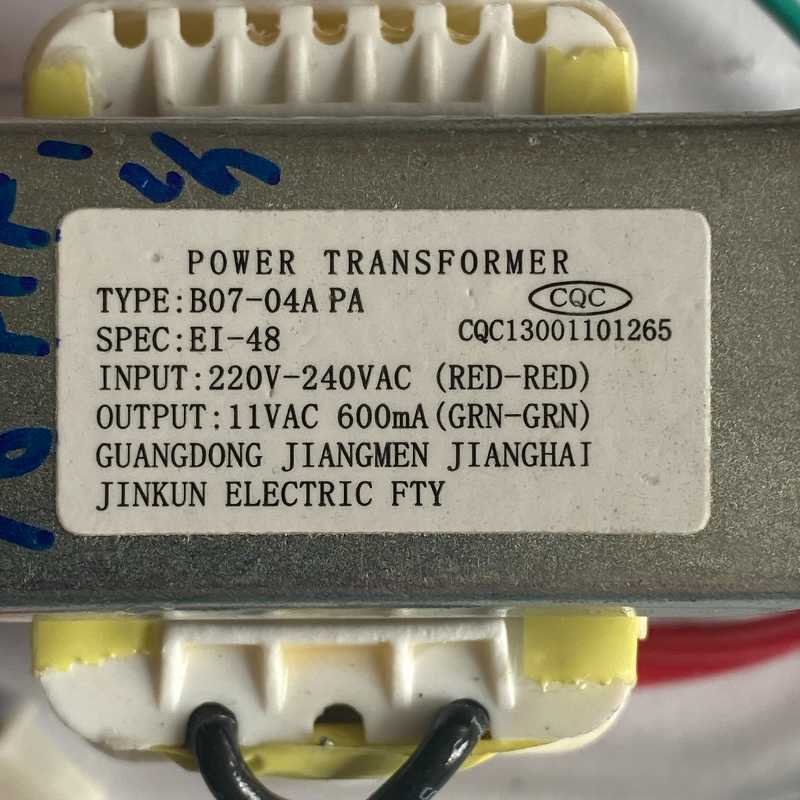 POWER TRANSFORMER
TYPE:B07-04A PA
CQC
SPEC:EI-48
CQC13001101265
INPUT:220V-240VAC (RED-RED)
OUTPUT:11VAC 600mA(GRN-GRN)
GUANGDONG JIANGMEN JIANGHAI
JINKUN ELECTRIC FTY